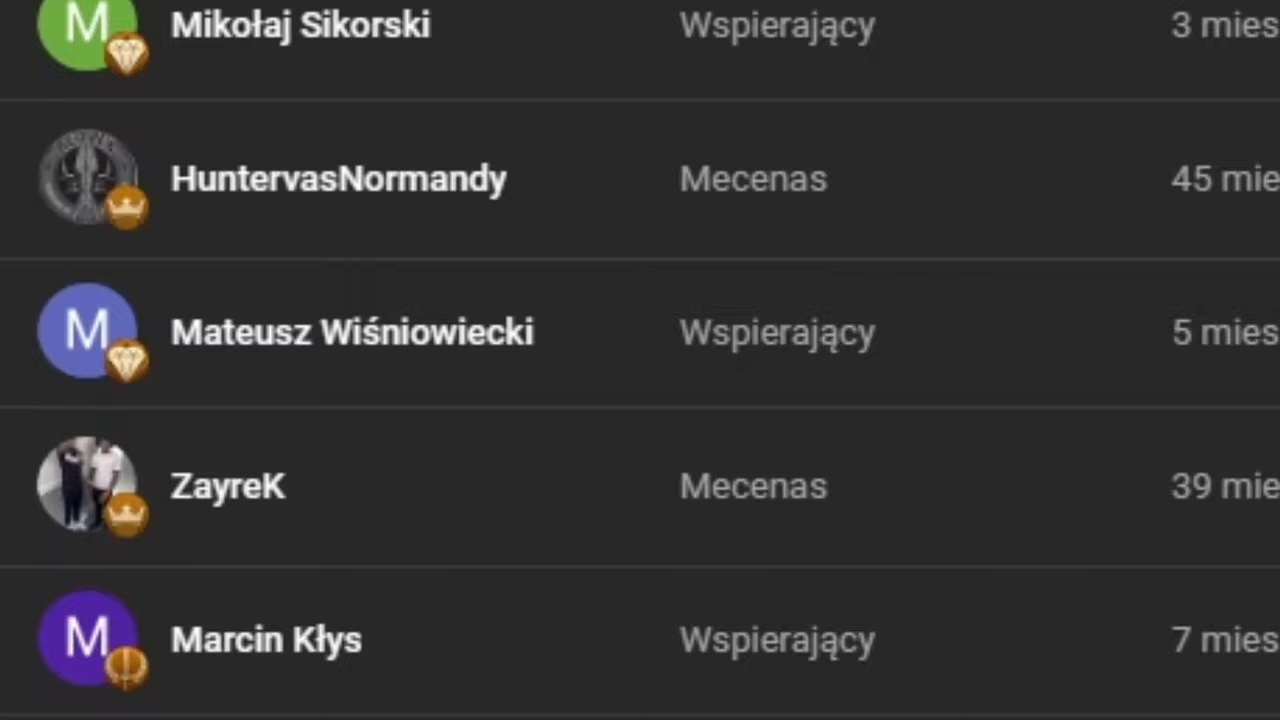 M Mikołaj Sikorski Wspierający 3 mies
HuntervasNormandy Mecenas 45 mie
M Mateusz Wiśniowiecki Wspierający 5 mies
ZayreK Mecenas 39 mie
M Marcin Kłys Wspierający 7 mies